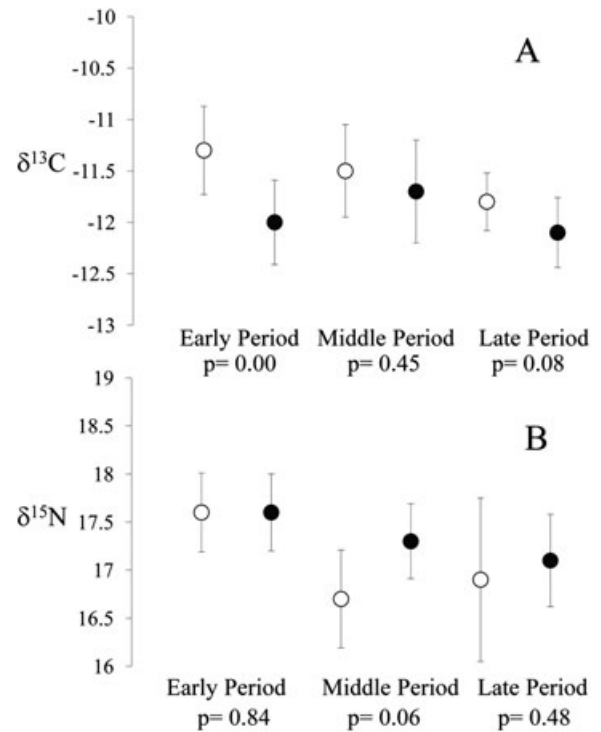 -10
A
-10.5
-11
δ¹³C
-11.5
-12
-12.5
-13
Early Period Middle Period Late Period
p= 0.00 p= 0.45 p= 0.08
19
18.5
B
18
δ¹⁵N
17.5
17
16.5
16
Early Period Middle Period Late Period
p= 0.84 p= 0.06 p= 0.48